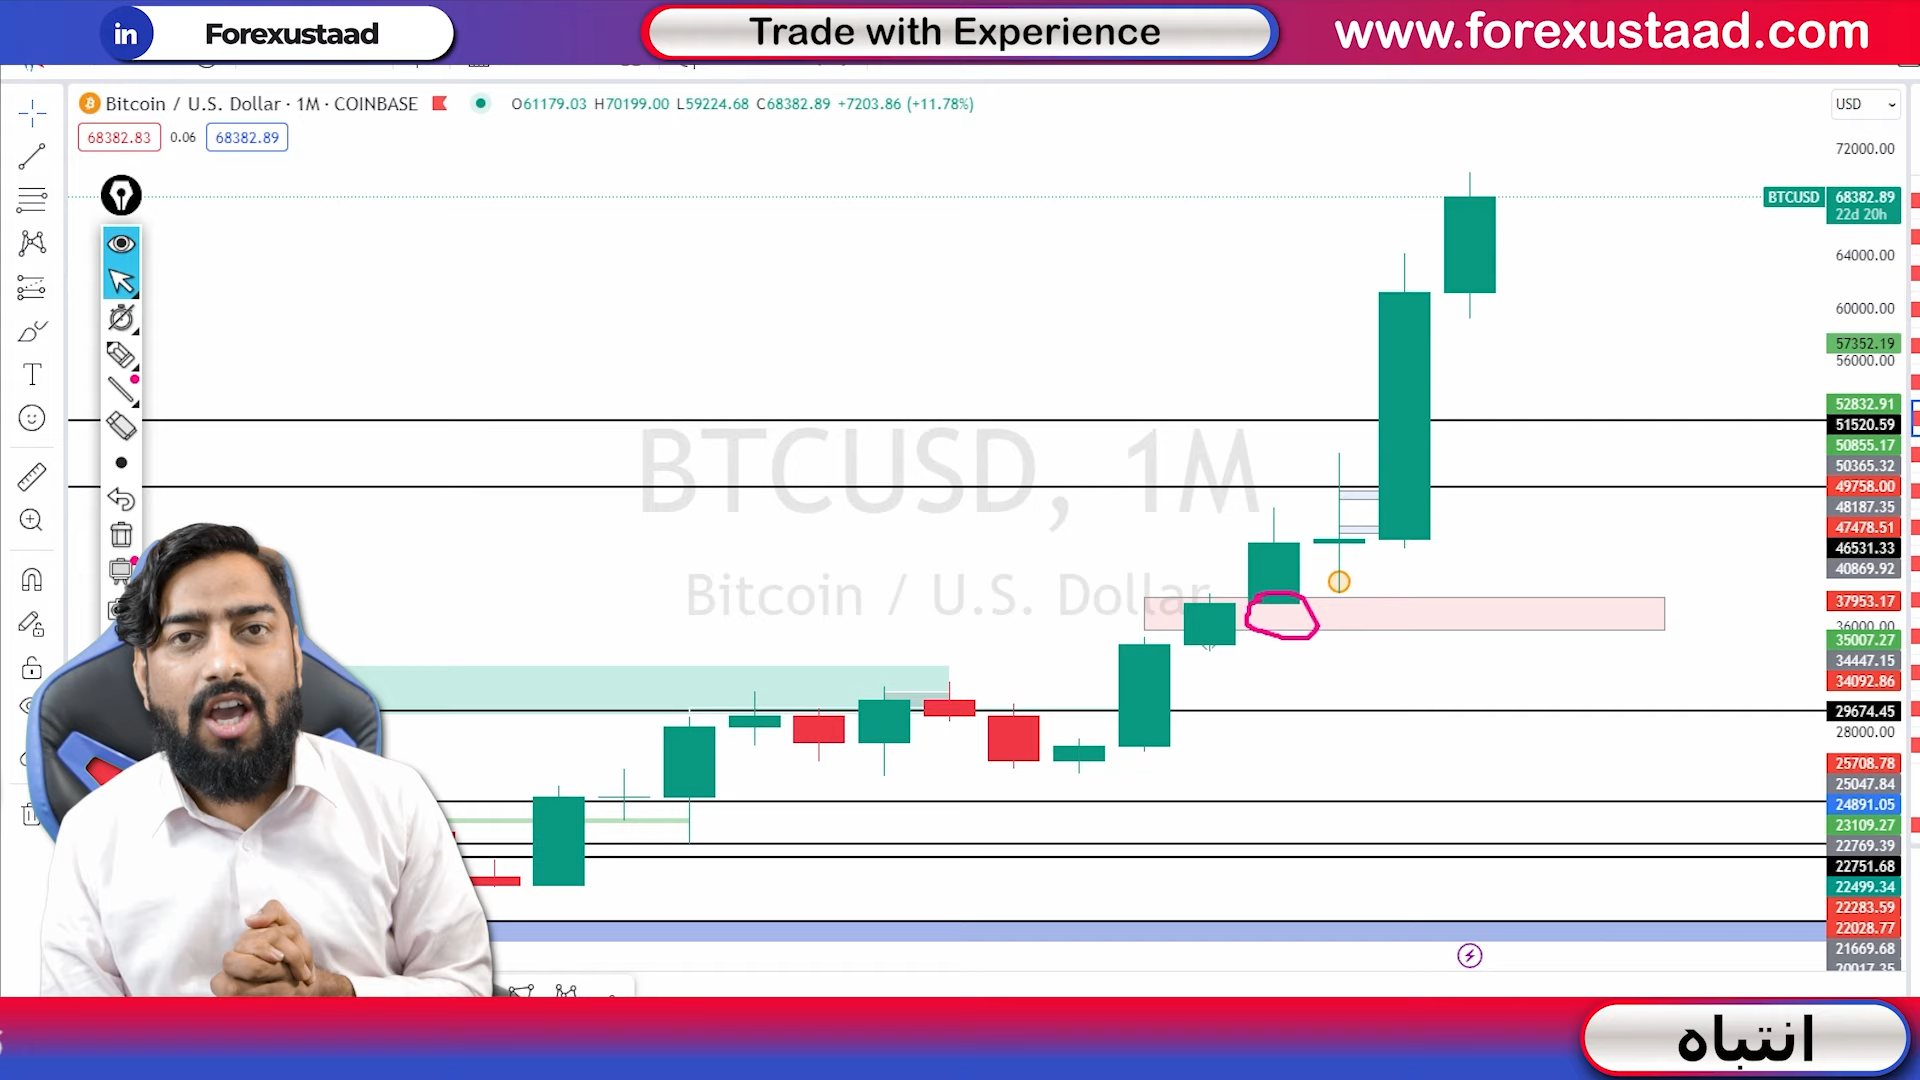 in Forexustaad
Trade with Experience
www.forexustaad.com
Bitcoin / U.S. Dollar · 1M · COINBASE O61179.03 H70199.00 L59224.68 C68382.89 +7203.86 (+11.78%)
USD
68382.83 0.06 68382.89
72000.00
BTCUSD 68382.89
22d 20h
64000.00
60000.00
57352.19
56000.00
52832.91
51520.59
50855.17
50365.32
49758.00
48187.35
47478.51
46531.33
40869.92
37953.17
36000.00
35007.27
34447.15
34092.86
29674.45
28000.00
25708.78
25047.84
24891.05
23109.27
22769.39
22751.68
22499.34
22283.59
22028.77
21669.68
20017.35
BTCUSD, 1M
Bitcoin / U.S. Dollar
انتباه